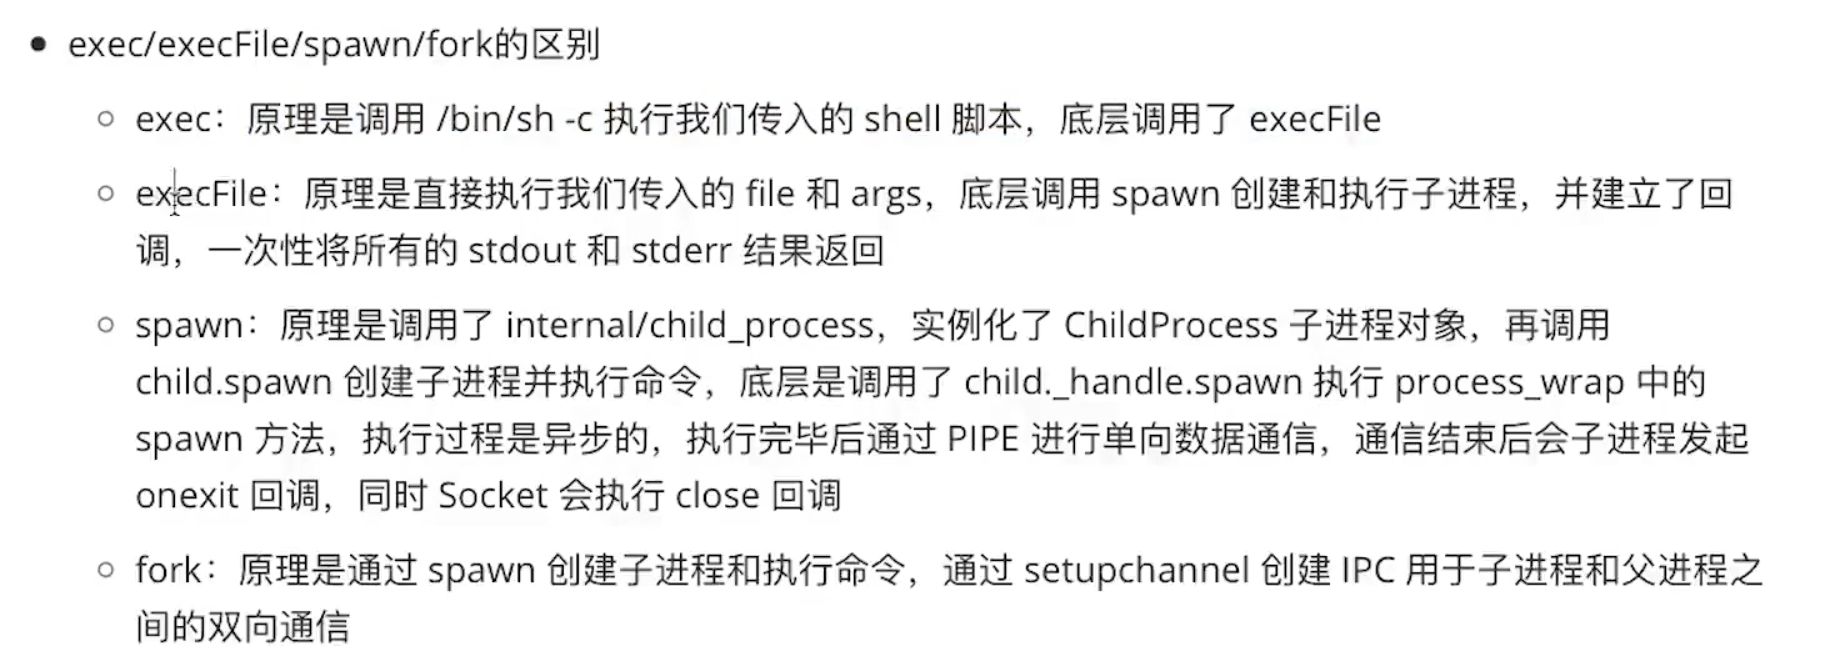 exec/execFile/spawn/fork的区别
exec：原理是调用 /bin/sh -c 执行我们传入的 shell 脚本，底层调用了 execFile
execFile：原理是直接执行我们传入的 file 和 args，底层调用 spawn 创建和执行子进程，并建立了回
调，一次性将所有的 stdout 和 stderr 结果返回
spawn：原理是调用了 internal/child_process，实例化了 ChildProcess 子进程对象，再调用
child.spawn 创建子进程并执行命令，底层是调用了 child._handle.spawn 执行 process_wrap 中的
spawn 方法，执行过程是异步的，执行完毕后通过 PIPE 进行单向数据通信，通信结束后会子进程发起
onexit 回调，同时 Socket 会执行 close 回调
fork：原理是通过 spawn 创建子进程和执行命令，通过 setupchannel 创建 IPC 用于子进程和父进程之
间的双向通信